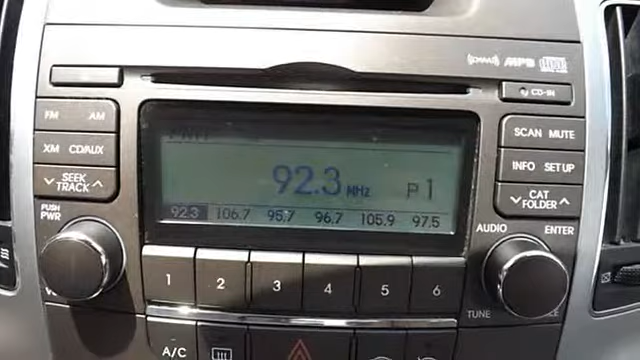 XM MP3
CD-IN
FM AM
XM CD/AUX
SEEK
TRACK
PUSH
PWR
92.3 MHz P1
92.3 106.7 95.7 96.7 105.9 97.5
SCAN MUTE
INFO SETUP
CAT
FOLDER
AUDIO ENTER
TUNE
1 2 3 4 5 6
A/C